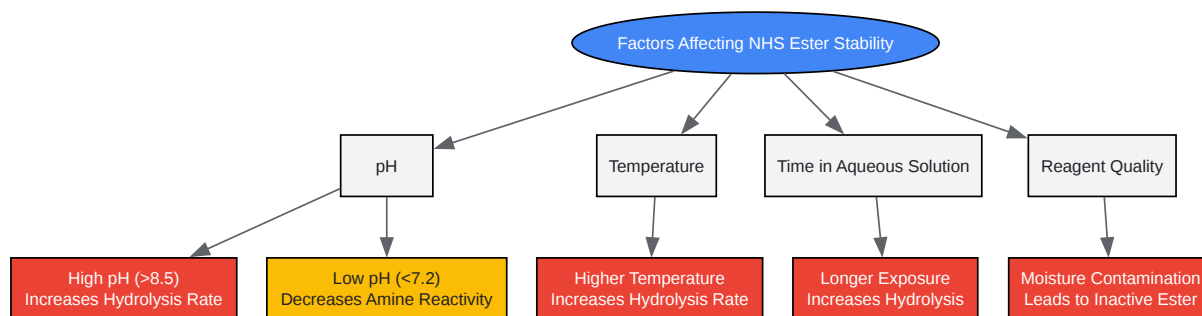 Factors Affecting NHS Ester Stability
pH
Temperature
Time in Aqueous Solution
Reagent Quality
High pH (>8.5)
Increases Hydrolysis Rate
Low pH (<7.2)
Decreases Amine Reactivity
Higher Temperature
Increases Hydrolysis Rate
Longer Exposure
Increases Hydrolysis
Moisture Contamination
Leads to Inactive Ester